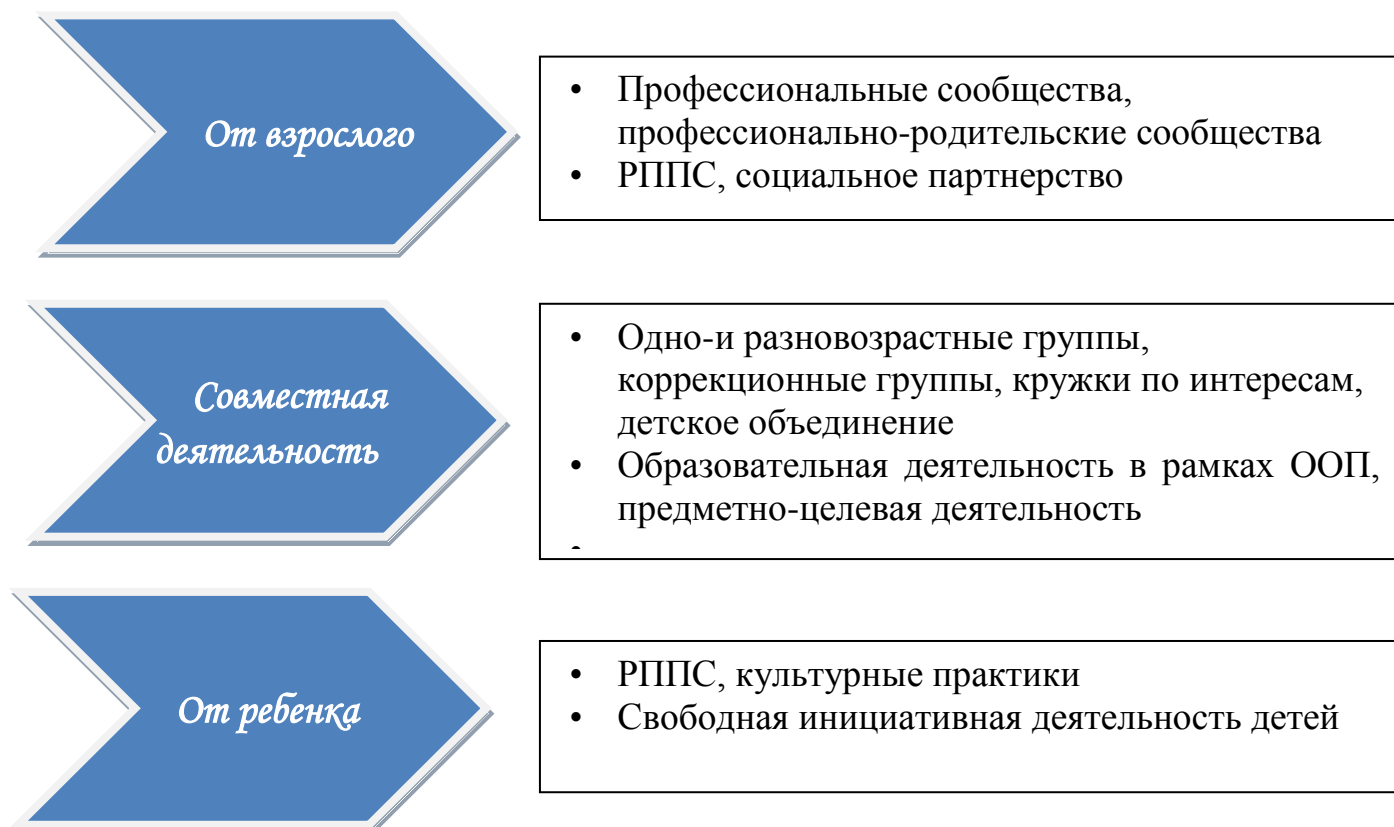 От взрослого
• Профессиональные сообщества,
профессионально-родительские сообщества
• РППС, социальное партнерство
Совместная
деятельность
• Одно-и разновозрастные группы,
коррекционные группы, кружки по интересам,
детское объединение
• Образовательная деятельность в рамках ООП,
предметно-целевая деятельность
•
От ребенка
• РППС, культурные практики
• Свободная инициативная деятельность детей